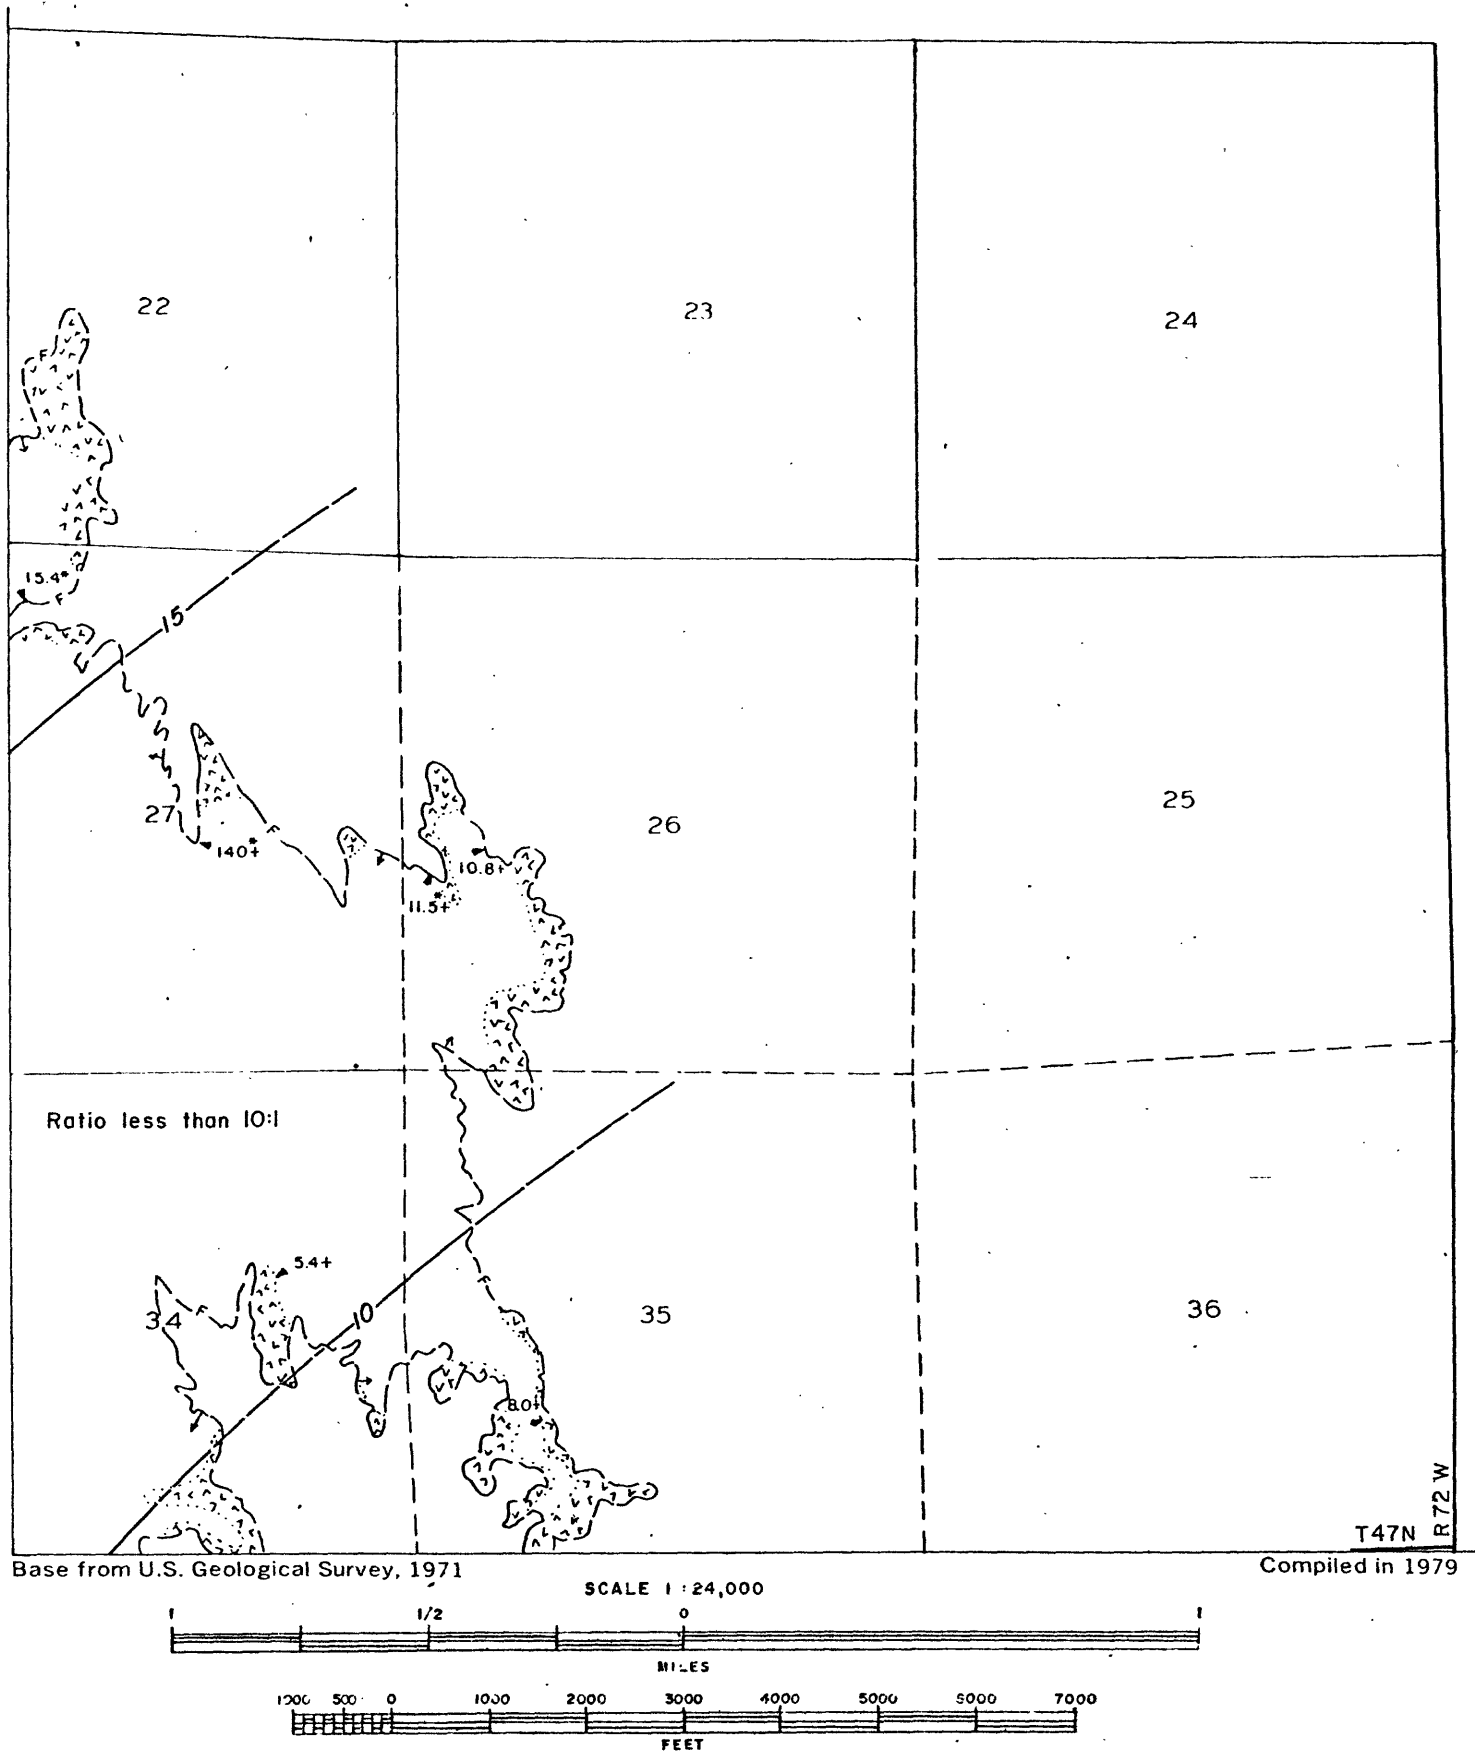 22
23
24
F
15.4*
F
15
27
F
140+*
26
25
10.8+
11.5+*
Ratio less than 10:1
5.4+
F
34
10
F
35
36
8.0+
R 72 W
T47N
Base from U.S. Geological Survey, 1971
Compiled in 1979
SCALE 1 : 24,000
1 1/2 0 1
MILES
1000 500 0 1000 2000 3000 4000 5000 6000 7000
FEET